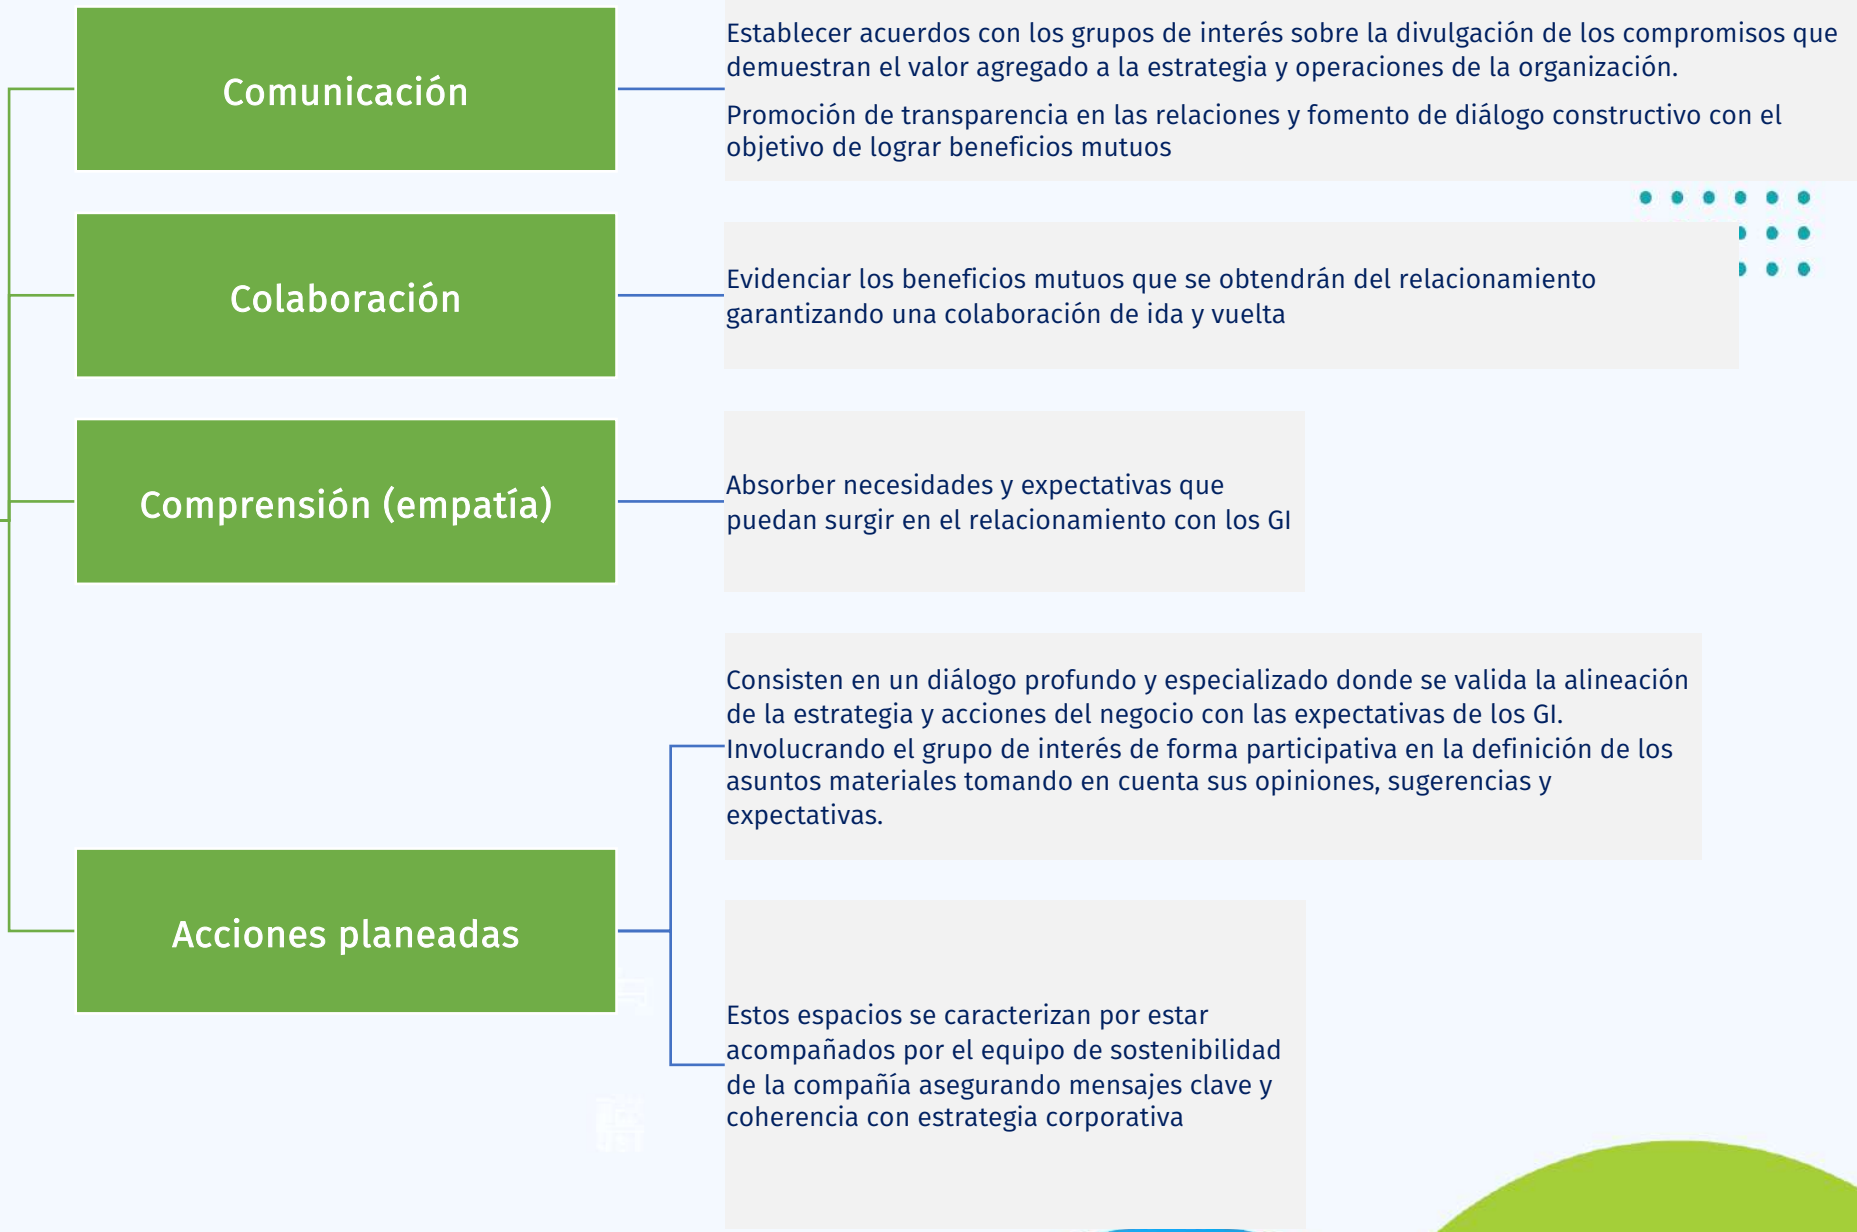 Comunicación
Establecer acuerdos con los grupos de interés sobre la divulgación de los compromisos que
demuestran el valor agregado a la estrategia y operaciones de la organización.
Promoción de transparencia en las relaciones y fomento de diálogo constructivo con el
objetivo de lograr beneficios mutuos
Colaboración
Evidenciar los beneficios mutuos que se obtendrán del relacionamiento
garantizando una colaboración de ida y vuelta
Comprensión (empatía)
Absorber necesidades y expectativas que
puedan surgir en el relacionamiento con los GI
Acciones planeadas
Consisten en un diálogo profundo y especializado donde se valida la alineación
de la estrategia y acciones del negocio con las expectativas de los GI.
Involucrando el grupo de interés de forma participativa en la definición de los
asuntos materiales tomando en cuenta sus opiniones, sugerencias y
expectativas.
Estos espacios se caracterizan por estar
acompañados por el equipo de sostenibilidad
de la compañía asegurando mensajes clave y
coherencia con estrategia corporativa